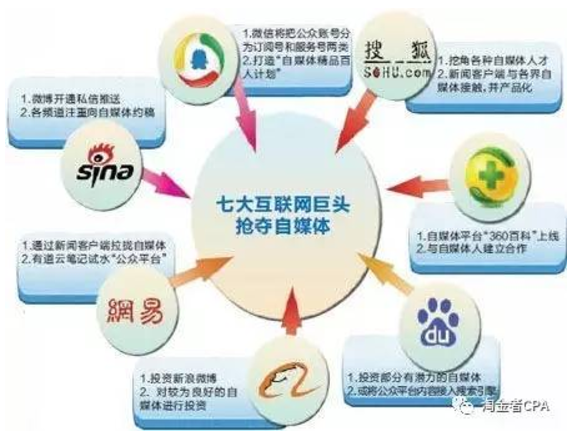 1.微信将把公众账号分
为订阅号和服务号两类
2.打造“自媒体精品百
人计划”
搜狐
SOHU.com
1.挖角各种自媒体人才
2.新闻客户端与各界自
媒体接触,并产品化
1.微博开通私信推送
2.各频道注重向自媒体约稿
sina
七大互联网巨头
抢夺自媒体
1.自媒体平台“360百科”上线
2.与自媒体人建立合作
1.通过新闻客户端拉拢自媒体
2.有道云笔记试水“公众平台”
網易
du
1.投资新浪微博
2.对较为良好的自
媒体进行投资
1.投资部分有潜力的自媒体
2.或将公众平台内容接入搜索引擎
淘金者CPA